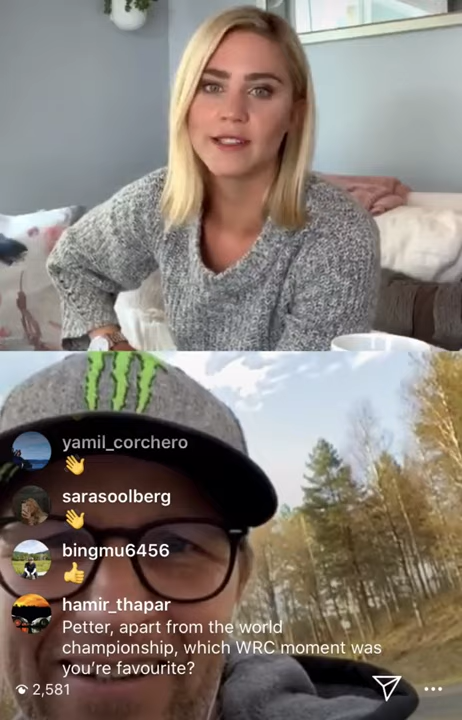 yamil_corchero
👋
sarasoolberg
👋
bingmu6456
👍
hamir_thapar
Petter, apart from the world
championship, which WRC moment was
you're favourite?
2,581